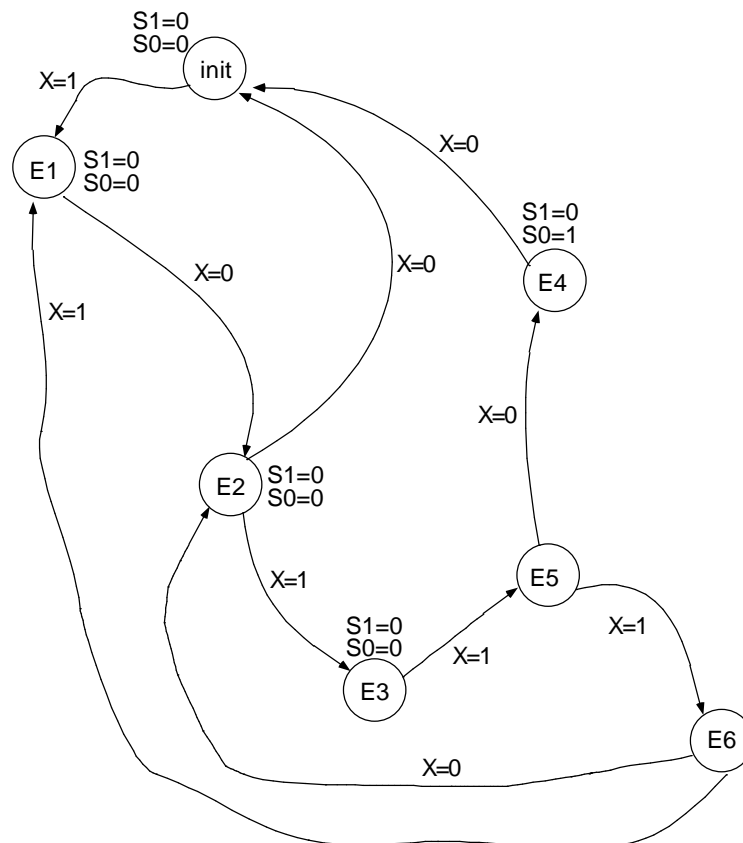 S1=0
S0=0
init
X=1
E1
S1=0
S0=0
X=0
S1=0
S0=1
E4
X=0
X=0
X=1
X=0
E2
S1=0
S0=0
E5
X=1
X=1
S1=0
S0=0
X=1
E3
E6
X=0